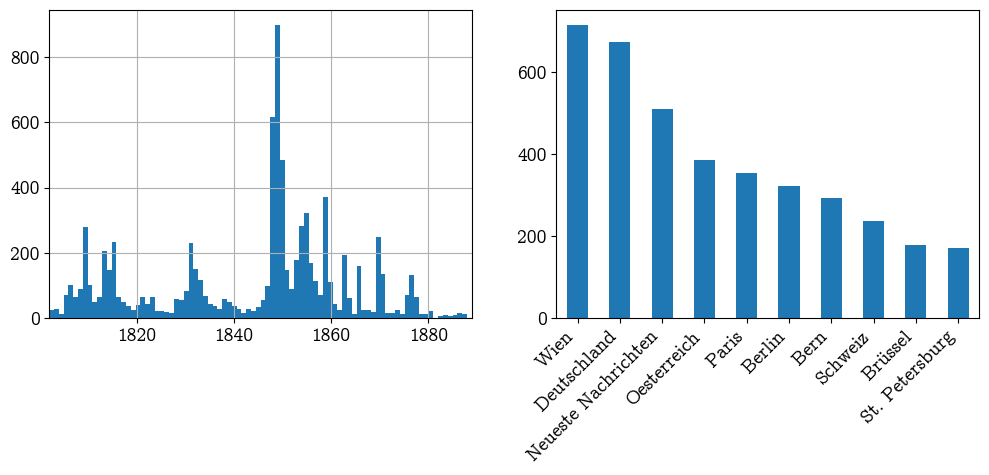 800
600
400
200
0
1820 1840 1860 1880
600
400
200
0
Wien
Deutschland
Neueste Nachrichten
Oesterreich
Paris
Berlin
Bern
Schweiz
Brüssel
St. Petersburg